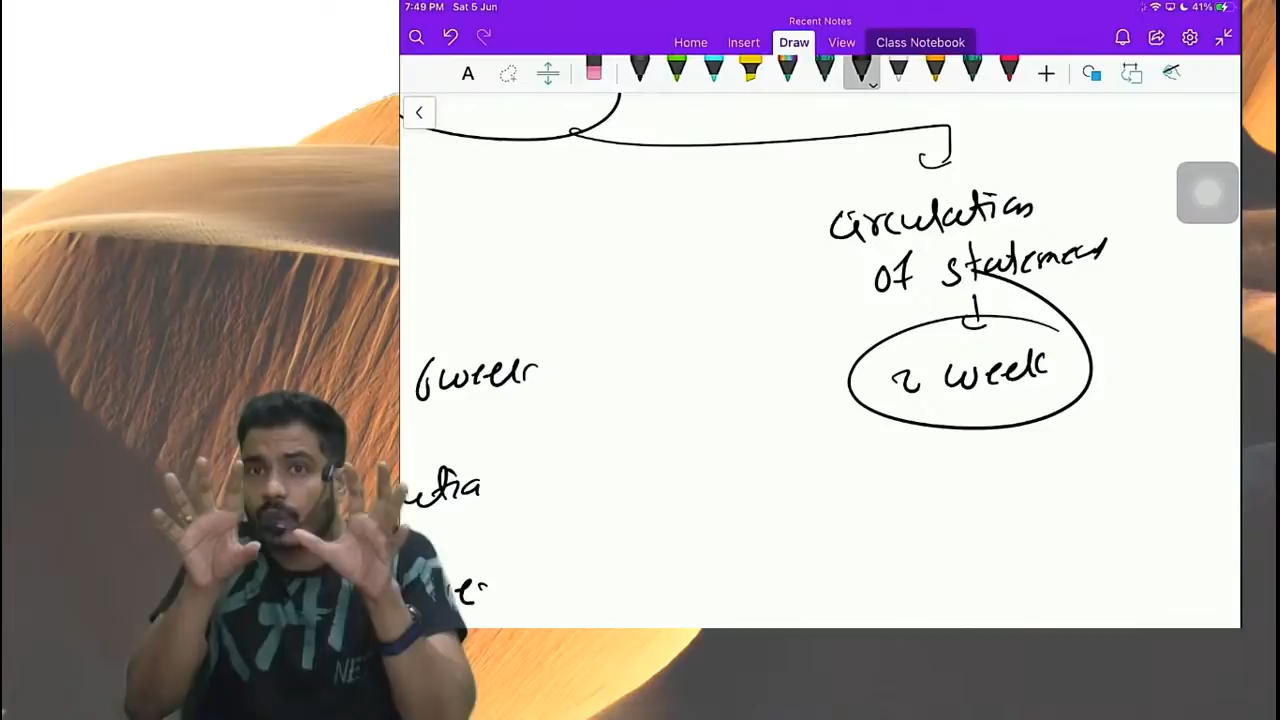 7:49 PM Sat 5 Jun
41%
Recent Notes
Home Insert Draw View Class Notebook
A
circulation
of statement
2 week
6 week